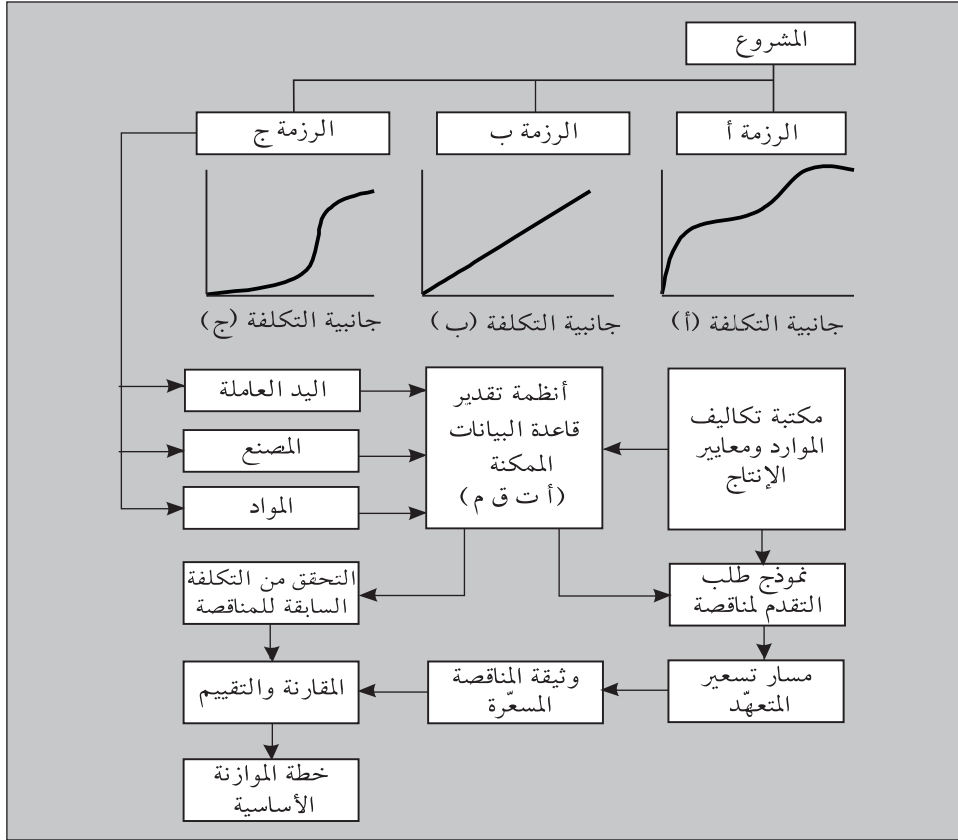 المشروع
الرزمة أ
الرزمة ب
الرزمة ج
جانبية التكلفة (أ)
جانبية التكلفة (ب)
جانبية التكلفة (ج)
مكتبة تكاليف
الموارد ومعايير
الإنتاج
أنظمة تقدير
قاعدة البيانات
الممكنة
(أ ت ق م)
اليد العاملة
المصنع
المواد
نموذج طلب
التقدم لمناقصة
التحقق من التكلفة
السابقة للمناقصة
مسار تسعير
المتعهّد
وثيقة المناقصة
المسعّرة
المقارنة والتقييم
خطة الموازنة
الأساسية